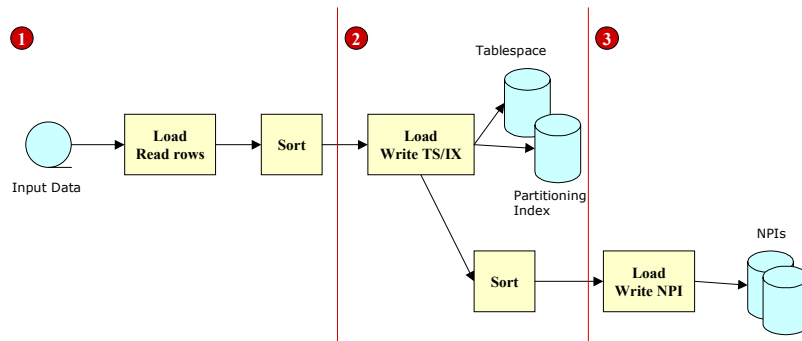 1
2
3
Tablespace
Load
Read rows
Sort
Load
Write TS/IX
Input Data
Partitioning
Index
NPIs
Sort
Load
Write NPI